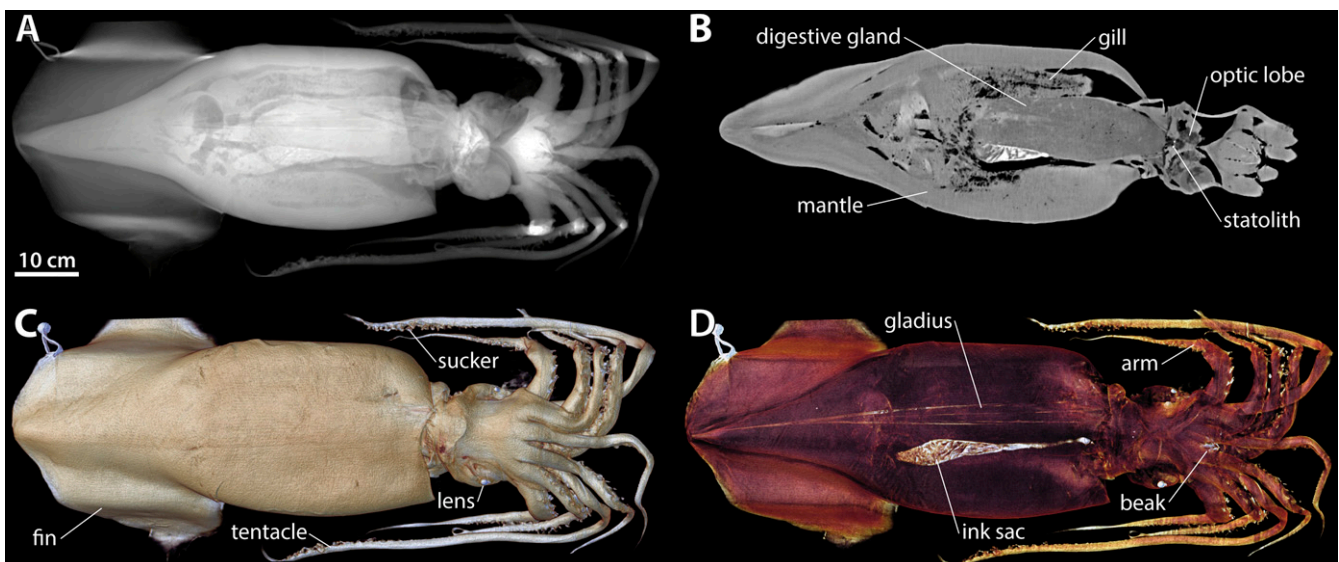 A
10 cm
B
digestive gland
gill
optic lobe
mantle
statolith
C
sucker
lens
fin
tentacle
D
gladius
arm
beak
ink sac